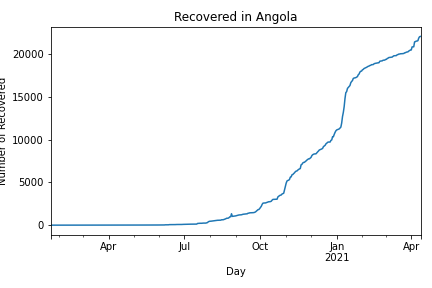 Recovered in Angola
Number of Recovered
20000
15000
10000
5000
0
Apr
Jul
Oct
Jan
2021
Apr
Day